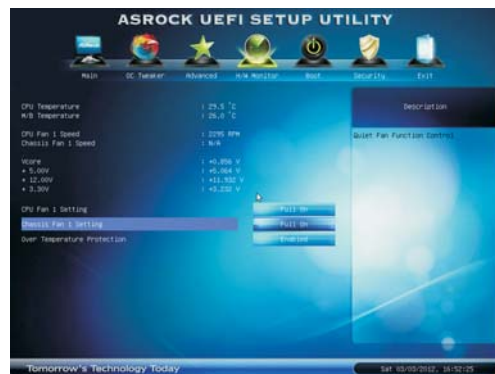 ASROCK UEFI SETUP UTILITY
Main OC Tweaker Advanced H/W Monitor Boot Security Exit
CPU Temperature : 29.5 °C
M/B Temperature : 26.0 °C
CPU Fan 1 Speed : 2295 RPM
Chassis Fan 1 Speed : N/A
Vcore : +0.856 V
+ 5.00V : +5.064 V
+ 12.00V : +11.932 V
+ 3.30V : +3.232 V
CPU Fan 1 Setting Full On
Chassis Fan 1 Setting Full On
Over Temperature Protection Enabled
Description
Quiet Fan Function Control
Tomorrow's Technology Today
Sat 03/03/2012, 16:52:25